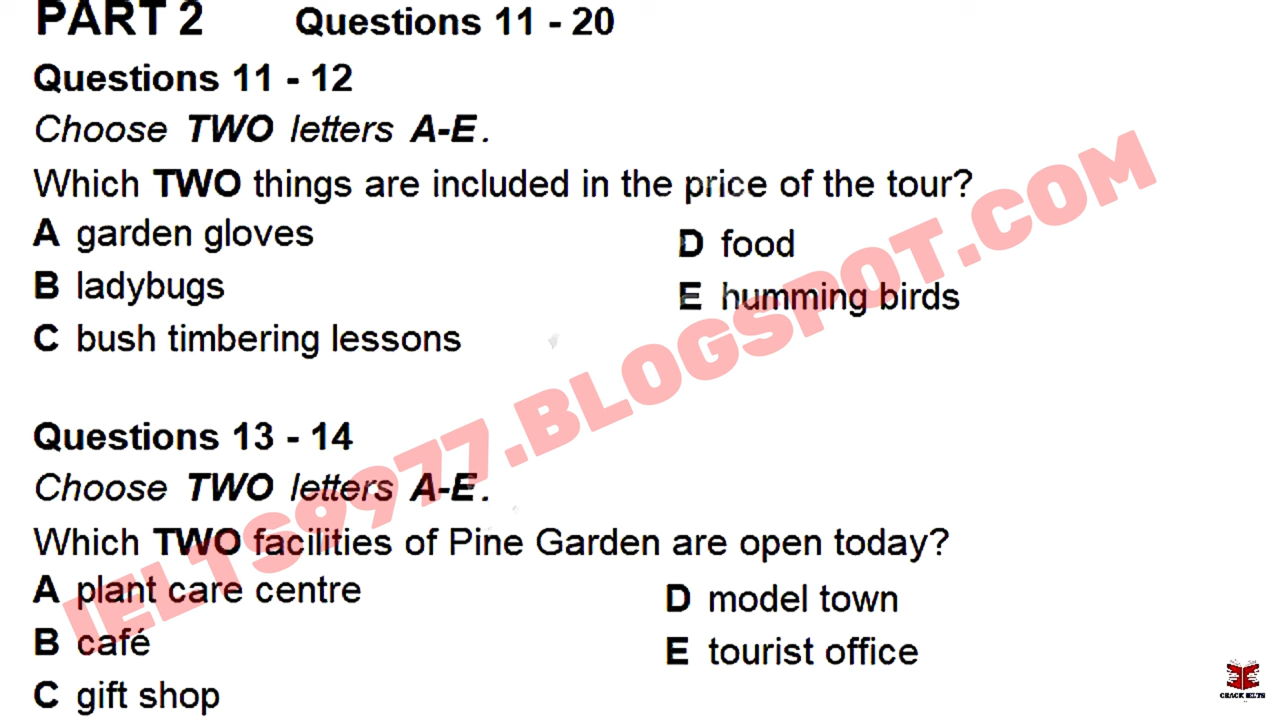 PART 2 Questions 11 - 20
Questions 11 - 12
Choose TWO letters A-E.
Which TWO things are included in the price of the tour?
A garden gloves
B ladybugs
C bush timbering lessons
D food
E humming birds
Questions 13 - 14
Choose TWO letters A-E.
Which TWO facilities of Pine Garden are open today?
A plant care centre
B café
C gift shop
D model town
E tourist office
IELTS9977.BLOGSPOT.COM
CRACK IELTS